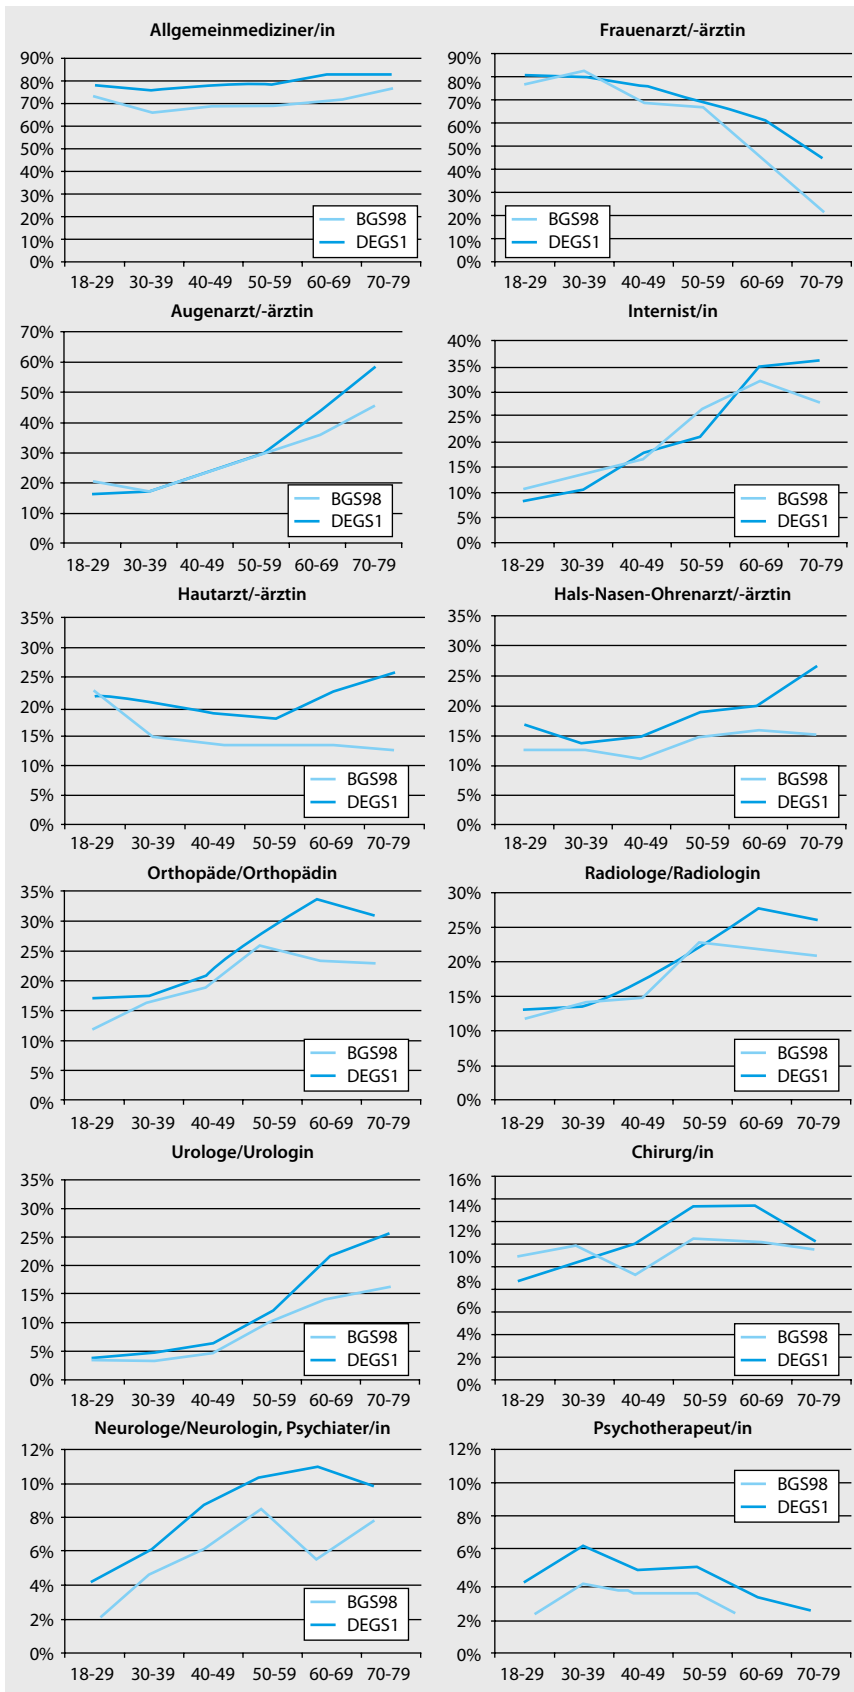 Allgemeinmediziner/in
90%
80%
70%
60%
50%
40%
30%
20%
10%
0%
BGS98
DEGS1
18-29 30-39 40-49 50-59 60-69 70-79
Frauenarzt/-ärztin
90%
80%
70%
60%
50%
40%
30%
20%
10%
0%
BGS98
DEGS1
18-29 30-39 40-49 50-59 60-69 70-79
Augenarzt/-ärztin
70%
60%
50%
40%
30%
20%
10%
0%
BGS98
DEGS1
18-29 30-39 40-49 50-59 60-69 70-79
Internist/in
40%
35%
30%
25%
20%
15%
10%
5%
0%
BGS98
DEGS1
18-29 30-39 40-49 50-59 60-69 70-79
Hautarzt/-ärztin
35%
30%
25%
20%
15%
10%
5%
0%
BGS98
DEGS1
18-29 30-39 40-49 50-59 60-69 70-79
Hals-Nasen-Ohrenarzt/-ärztin
35%
30%
25%
20%
15%
10%
5%
0%
BGS98
DEGS1
18-29 30-39 40-49 50-59 60-69 70-79
Orthopäde/Orthopädin
35%
30%
25%
20%
15%
10%
5%
0%
BGS98
DEGS1
18-29 30-39 40-49 50-59 60-69 70-79
Radiologe/Radiologin
30%
25%
20%
15%
10%
5%
0%
BGS98
DEGS1
18-29 30-39 40-49 50-59 60-69 70-79
Urologe/Urologin
35%
30%
25%
20%
15%
10%
5%
0%
BGS98
DEGS1
18-29 30-39 40-49 50-59 60-69 70-79
Chirurg/in
16%
14%
12%
10%
8%
6%
4%
2%
0%
BGS98
DEGS1
18-29 30-39 40-49 50-59 60-69 70-79
Neurologe/Neurologin, Psychiater/in
12%
10%
8%
6%
4%
2%
0%
BGS98
DEGS1
18-29 30-39 40-49 50-59 60-69 70-79
Psychotherapeut/in
12%
10%
8%
6%
4%
2%
0%
BGS98
DEGS1
18-29 30-39 40-49 50-59 60-69 70-79